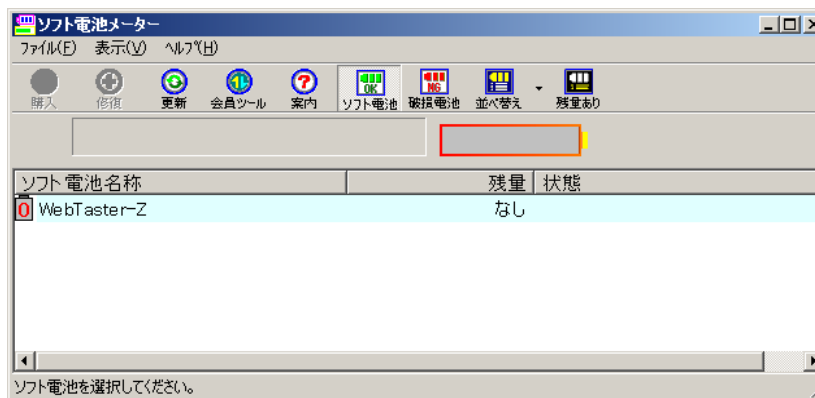 ソフト電池メーター
ファイル(F) 表示(V) ヘルプ(H)
購入 修復 更新 会員ツール 案内 OK ソフト電池 NG 破損電池 並べ替え 残量あり
ソフト電池名称 残量 状態
0 WebTaster-Z なし
ソフト電池を選択してください。